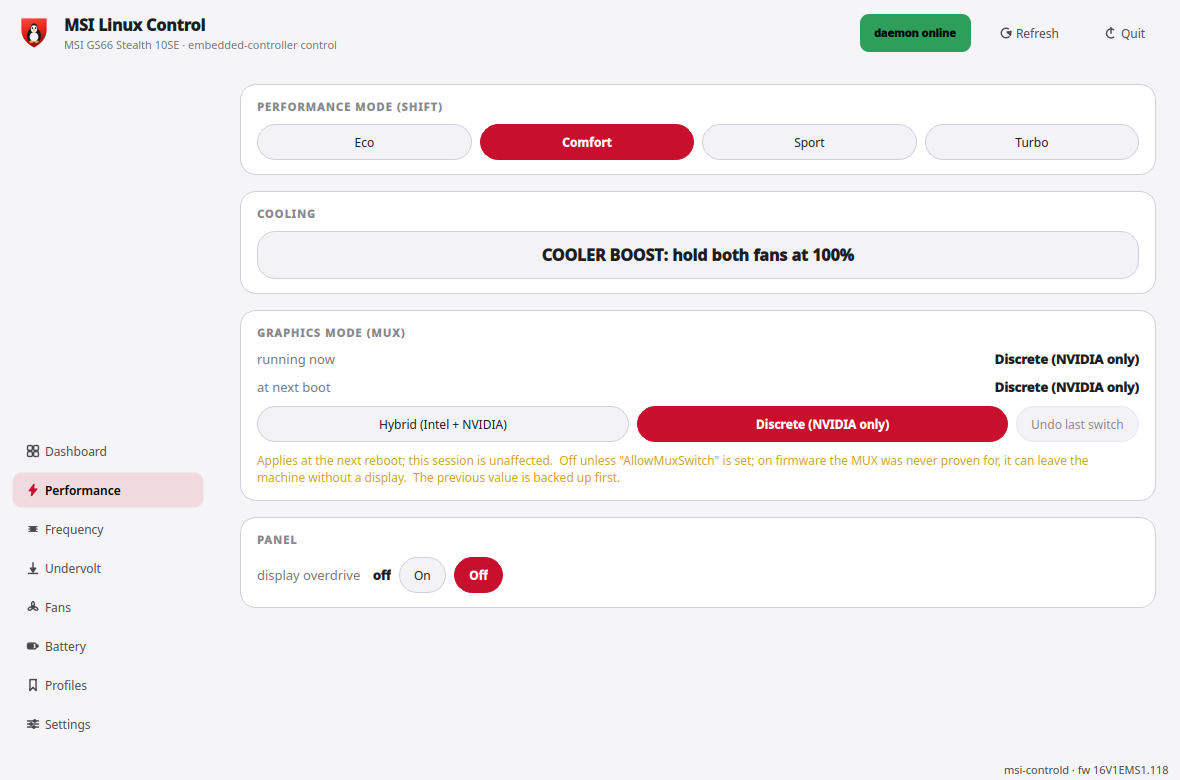 MSI Linux Control
MSI GS66 Stealth 10SE · embedded-controller control
daemon online
Refresh
Quit
Dashboard
Performance
Frequency
Undervolt
Fans
Battery
Profiles
Settings
PERFORMANCE MODE (SHIFT)
Eco
Comfort
Sport
Turbo
COOLING
COOLER BOOST: hold both fans at 100%
GRAPHICS MODE (MUX)
running now
Discrete (NVIDIA only)
at next boot
Discrete (NVIDIA only)
Hybrid (Intel + NVIDIA)
Discrete (NVIDIA only)
Undo last switch
Applies at the next reboot; this session is unaffected.  Off unless "AllowMuxSwitch" is set; on firmware the MUX was never proven for, it can leave the
machine without a display.  The previous value is backed up first.
PANEL
display overdrive off On Off
msi-controld · fw 16V1EMS1.118